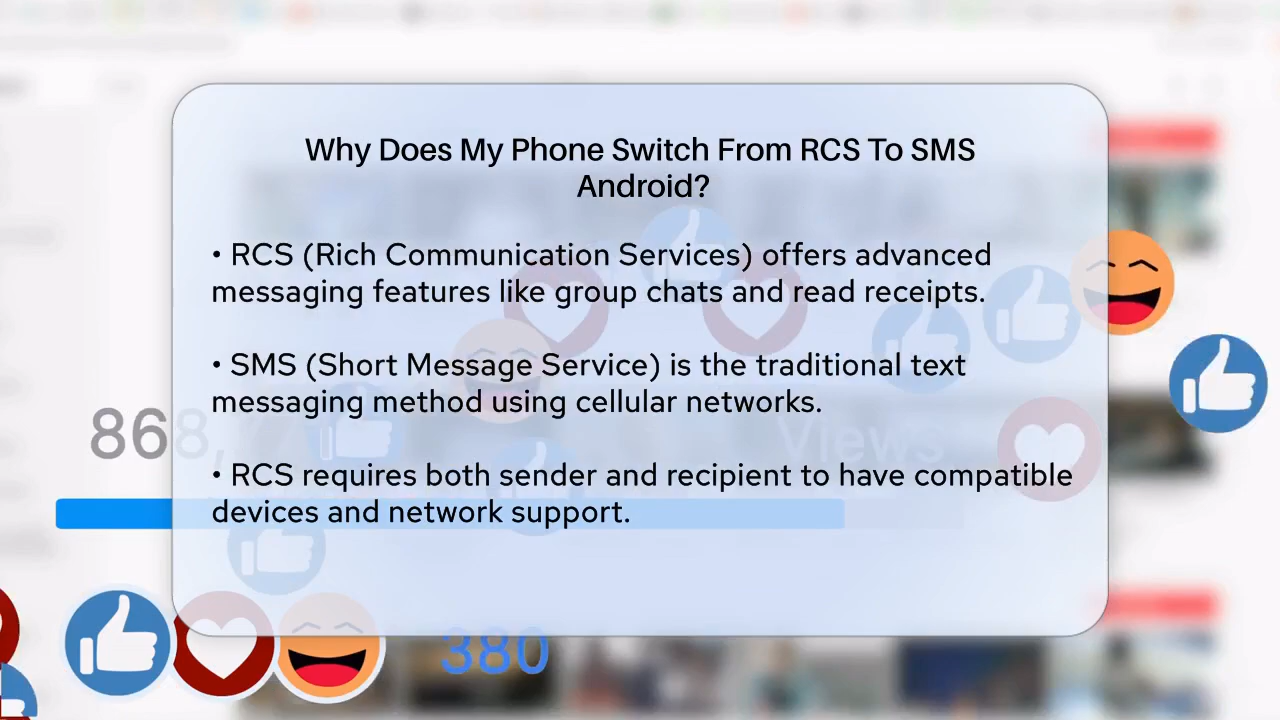 Why Does My Phone Switch From RCS To SMS
Android?
• RCS (Rich Communication Services) offers advanced
messaging features like group chats and read receipts.
• SMS (Short Message Service) is the traditional text
messaging method using cellular networks.
868,
Views
• RCS requires both sender and recipient to have compatible
devices and network support.
380